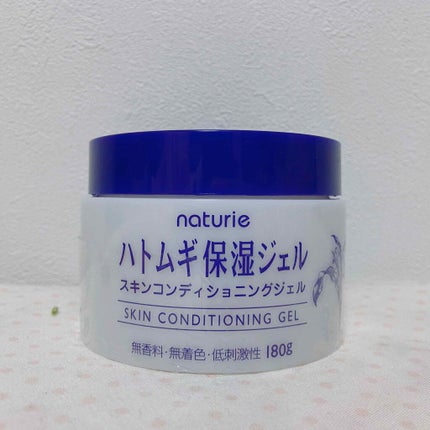 naturie
ハトムギ保湿ジェル
スキンコンディショニングジェル
SKIN CONDITIONING GEL
無香料・無着色・低刺激性 180g